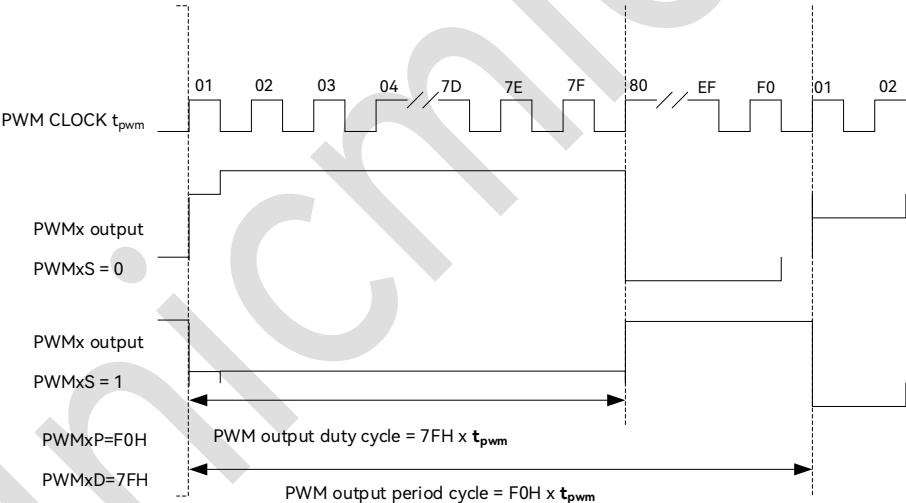 01 02 03 04 7D 7E 7F 80 EF F0 01 02
PWM CLOCK tpwm
PWMx output
PWMxS = 0
PWMx output
PWMxS = 1
PWMxP=F0H
PWM output duty cycle = 7FH x tpwm
PWMxD=7FH
PWM output period cycle = F0H x tpwm